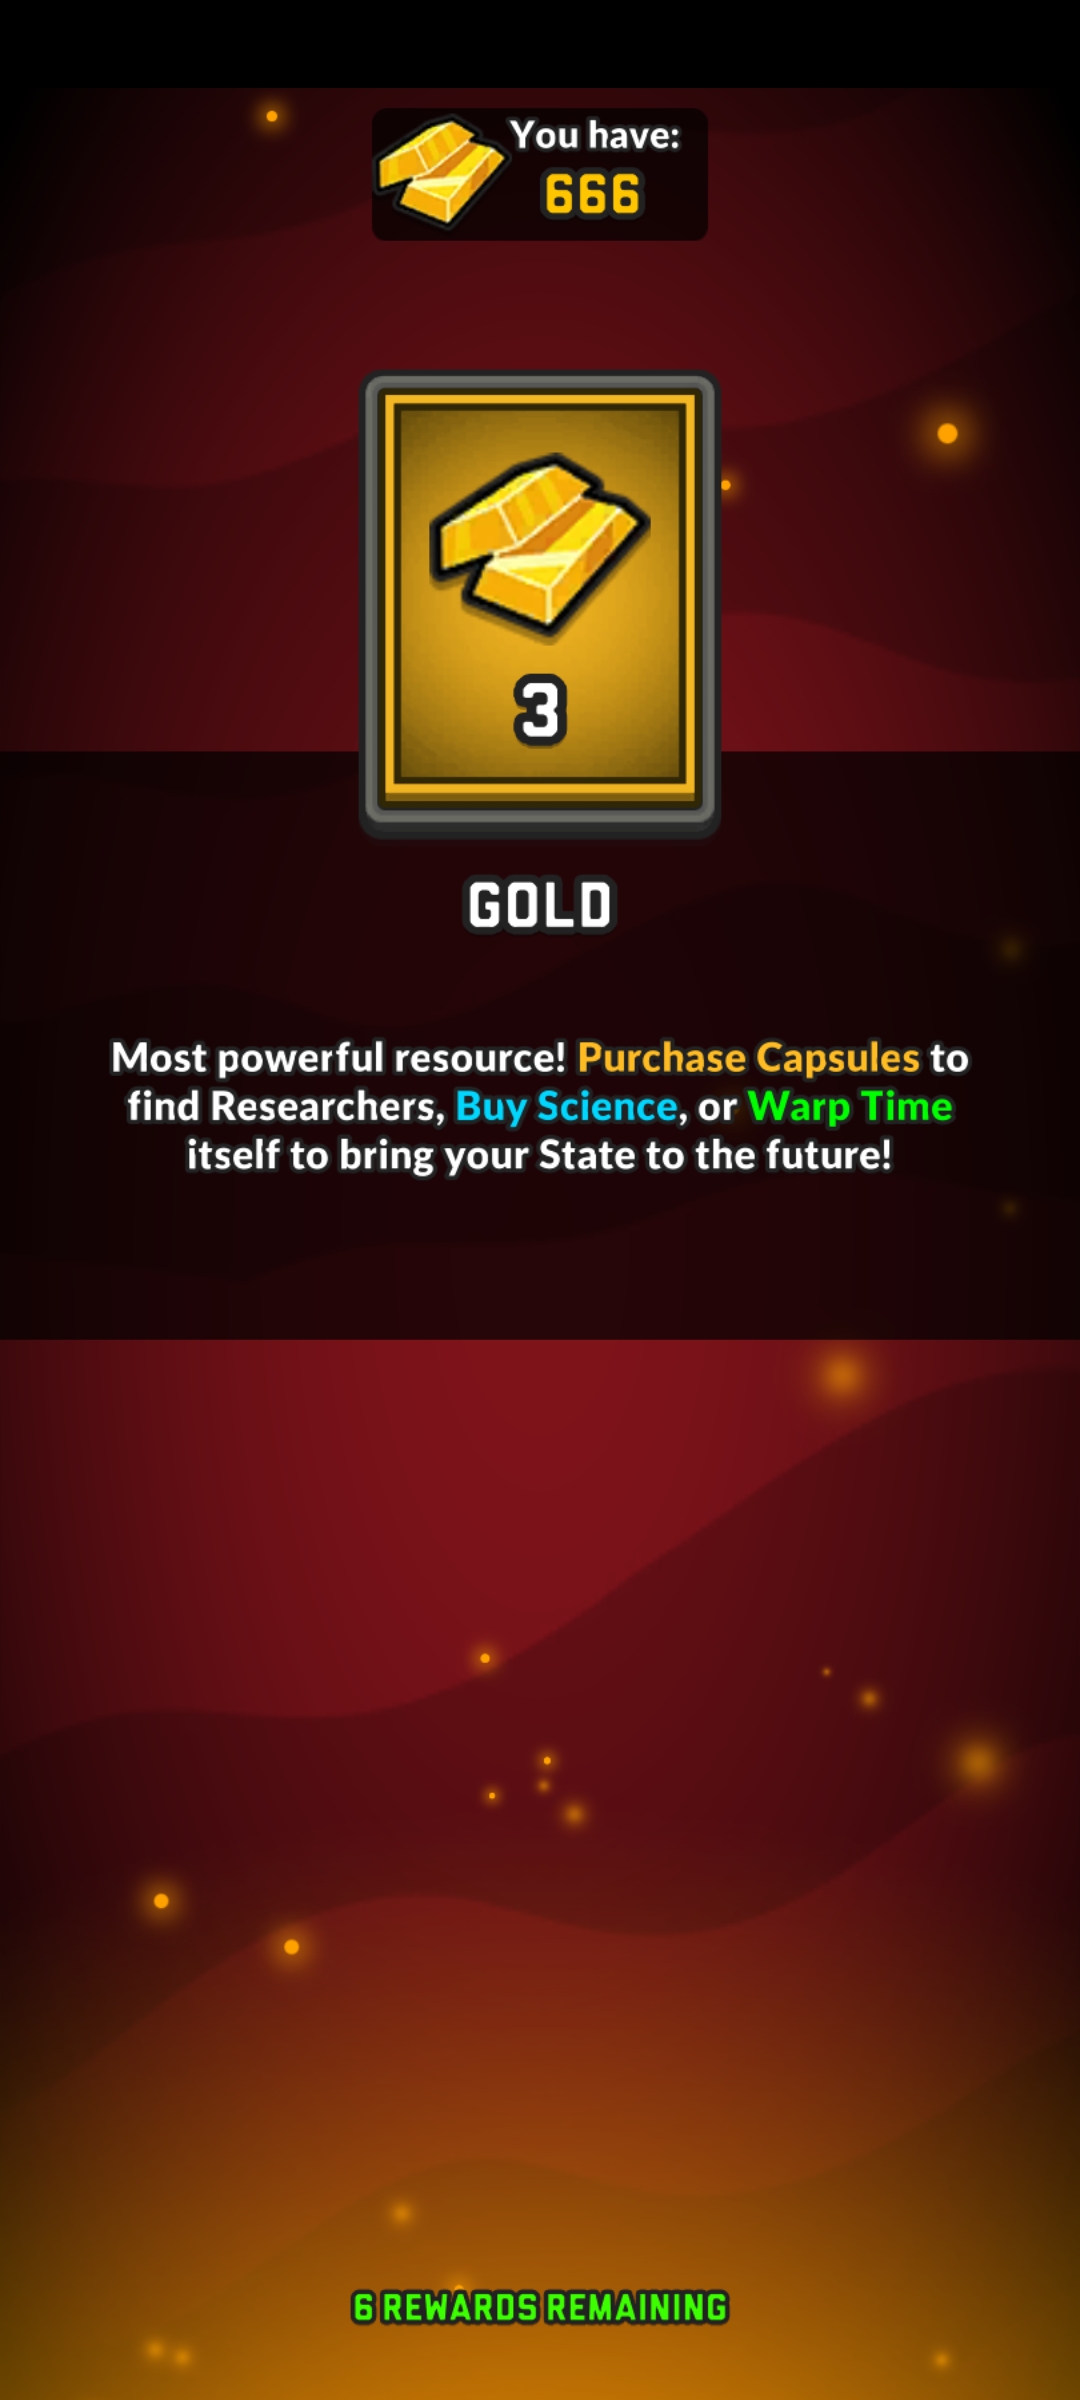 You have:
666
3
GOLD
Most powerful resource! Purchase Capsules to
find Researchers, Buy Science, or Warp Time
itself to bring your State to the future!
6 REWARDS REMAINING